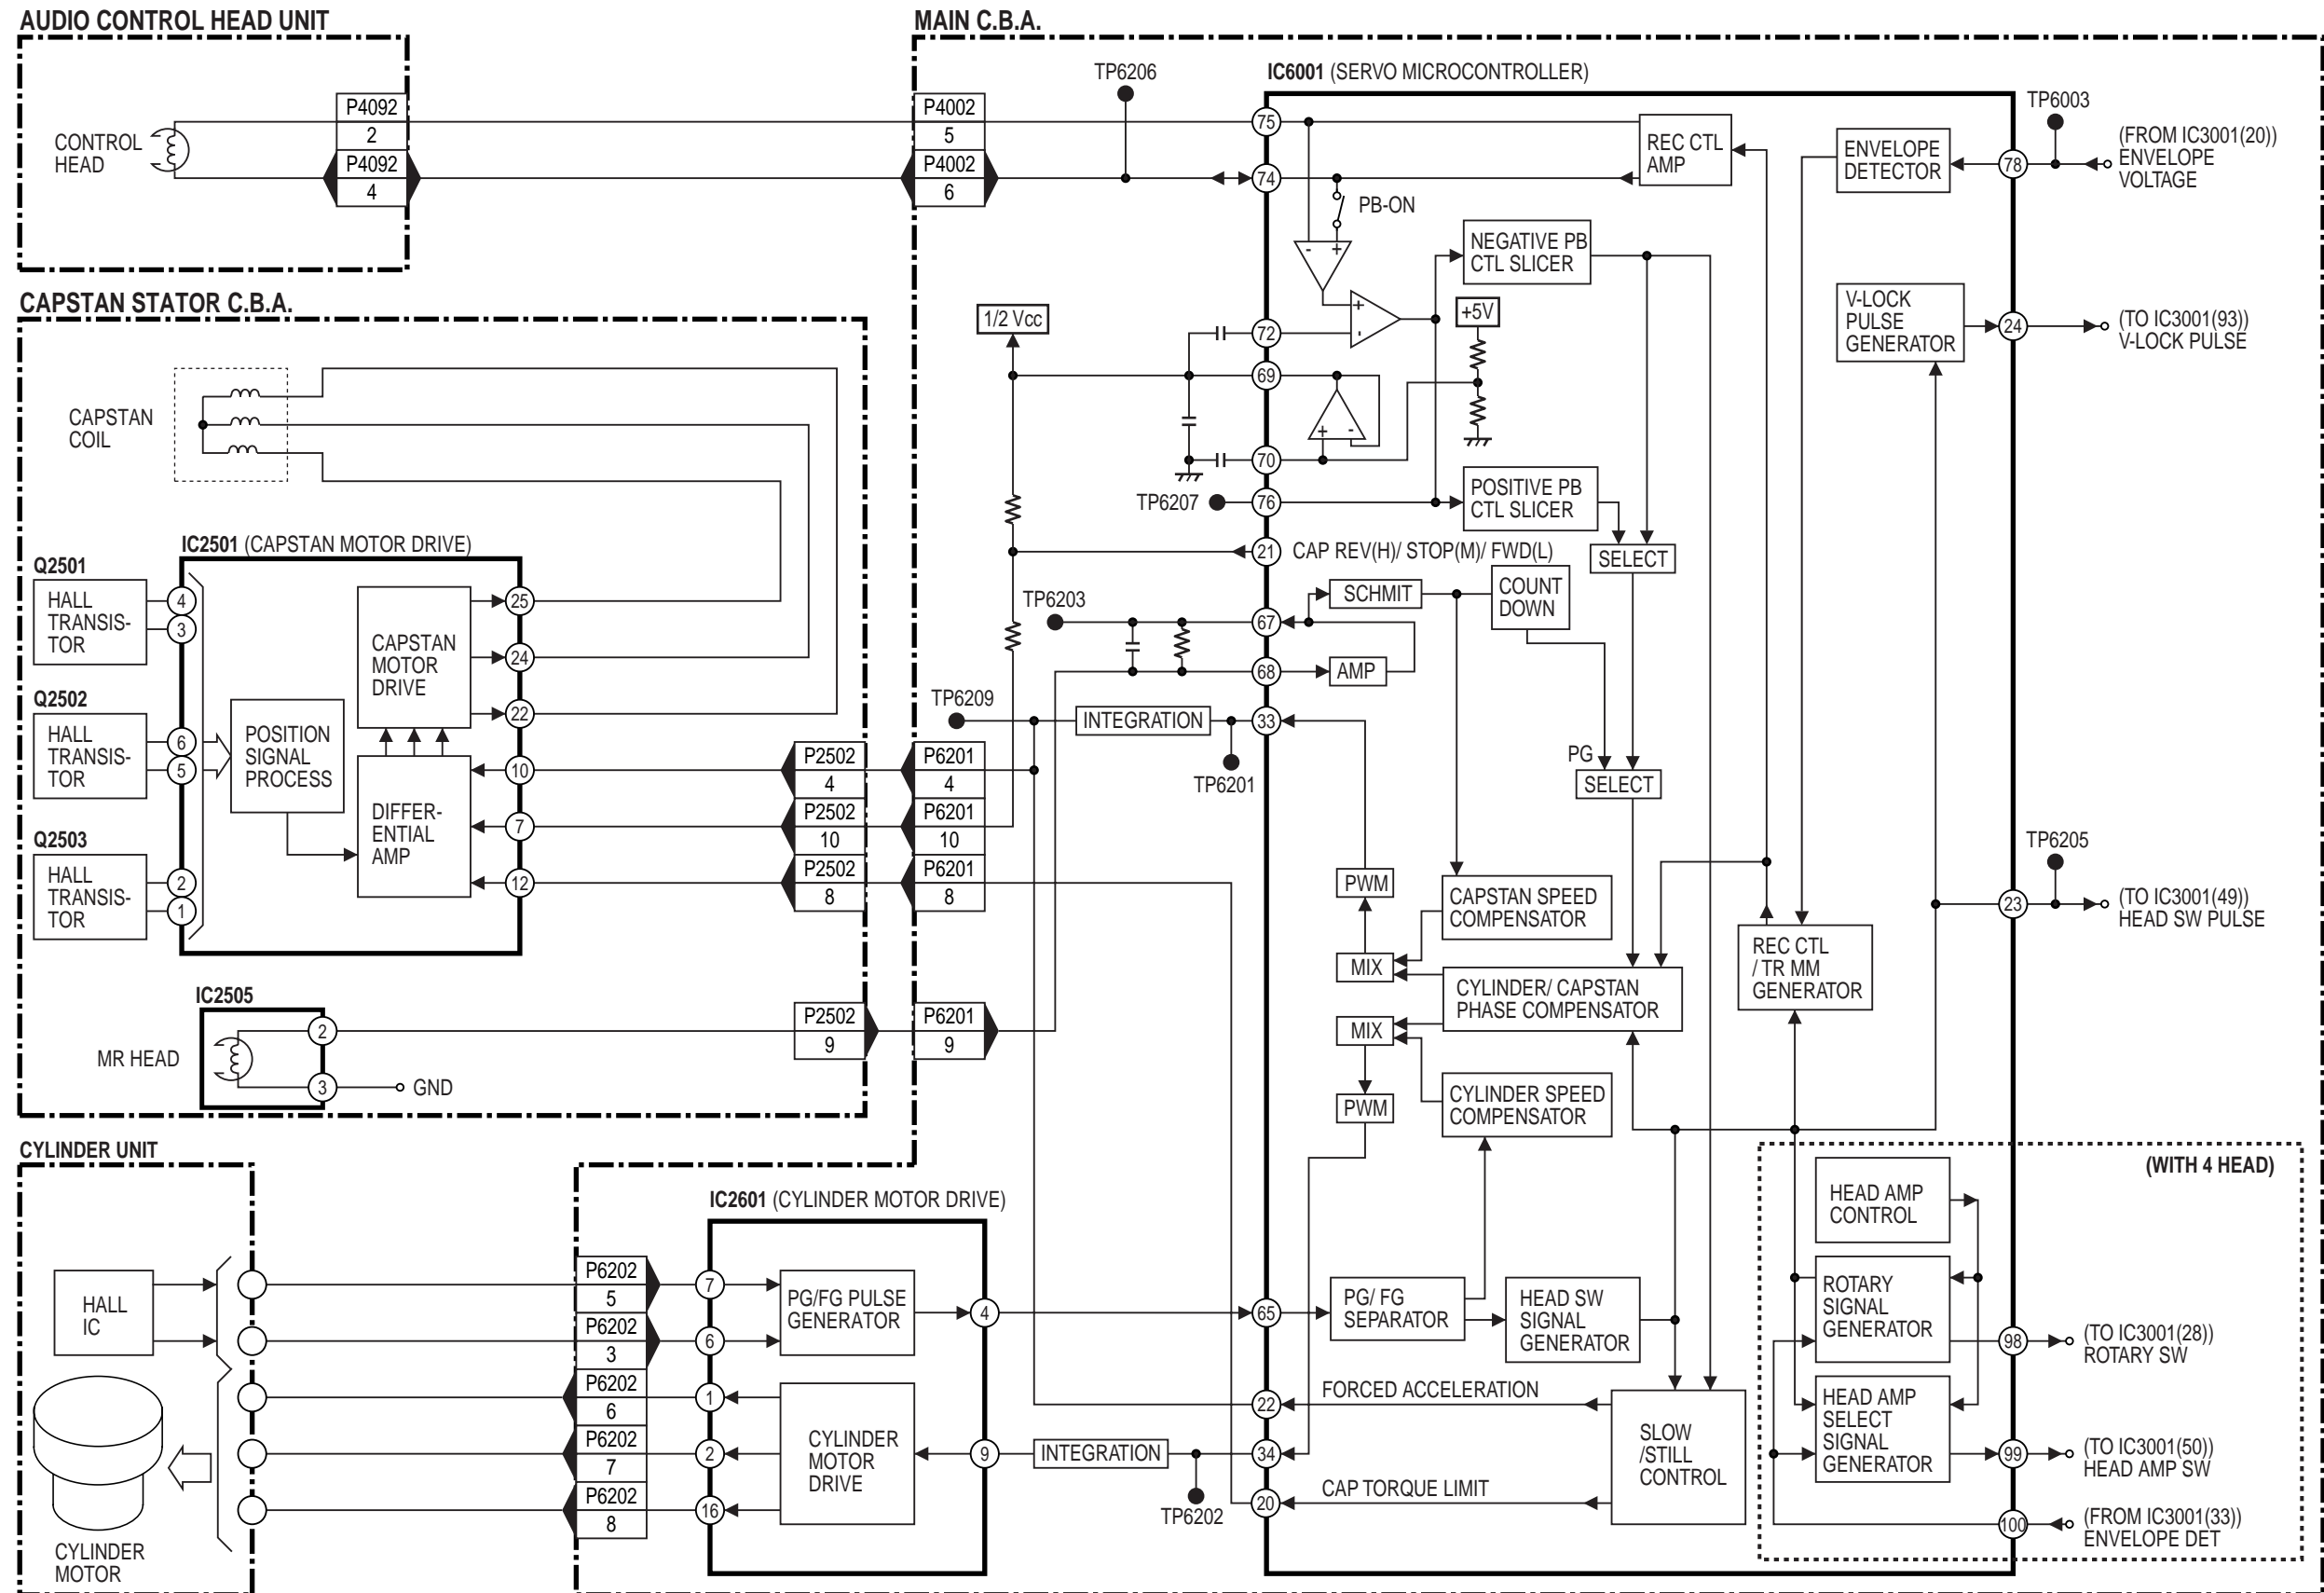 AUDIO CONTROL HEAD UNIT
CONTROL
HEAD
P4092
2
P4092
4
MAIN C.B.A.
P4002
5
P4002
6
TP6206
IC6001 (SERVO MICROCONTROLLER)
75
74
REC CTL
AMP
PB-ON
- +
ENVELOPE
DETECTOR
78
TP6003
(FROM IC3001(20))
ENVELOPE
VOLTAGE
NEGATIVE PB
CTL SLICER
+5V
+
-
V-LOCK
PULSE
GENERATOR
24
(TO IC3001(93))
V-LOCK PULSE
1/2 Vcc
72
69
+ -
70
TP6207
76
POSITIVE PB
CTL SLICER
21
CAP REV(H)/ STOP(M)/ FWD(L)
SELECT
SCHMIT
COUNT
DOWN
TP6203
67
68
AMP
TP6209
INTEGRATION
33
TP6201
PG
SELECT
CAPSTAN STATOR C.B.A.
CAPSTAN
COIL
IC2501 (CAPSTAN MOTOR DRIVE)
Q2501
HALL
TRANSIS-
TOR
4
3
Q2502
HALL
TRANSIS-
TOR
6
5
Q2503
HALL
TRANSIS-
TOR
2
1
POSITION
SIGNAL
PROCESS
CAPSTAN
MOTOR
DRIVE
DIFFER-
ENTIAL
AMP
25
24
22
10
7
12
P2502
4
P2502
10
P2502
8
P6201
4
P6201
10
P6201
8
IC2505
MR HEAD
2
3
GND
P2502
9
P6201
9
PWM
CAPSTAN SPEED
COMPENSATOR
MIX
CYLINDER/ CAPSTAN
PHASE COMPENSATOR
MIX
PWM
CYLINDER SPEED
COMPENSATOR
REC CTL
/ TR MM
GENERATOR
TP6205
23
(TO IC3001(49))
HEAD SW PULSE
CYLINDER UNIT
HALL
IC
CYLINDER
MOTOR
P6202
5
P6202
3
P6202
6
P6202
7
P6202
8
IC2601 (CYLINDER MOTOR DRIVE)
7
6
1
2
16
PG/FG PULSE
GENERATOR
4
CYLINDER
MOTOR
DRIVE
9
INTEGRATION
TP6202
65
PG/ FG
SEPARATOR
HEAD SW
SIGNAL
GENERATOR
22
FORCED ACCELERATION
34
20
CAP TORQUE LIMIT
SLOW
/STILL
CONTROL
(WITH 4 HEAD)
HEAD AMP
CONTROL
ROTARY
SIGNAL
GENERATOR
98
(TO IC3001(28))
ROTARY SW
HEAD AMP
SELECT
SIGNAL
GENERATOR
99
(TO IC3001(50))
HEAD AMP SW
100
(FROM IC3001(33))
ENVELOPE DET